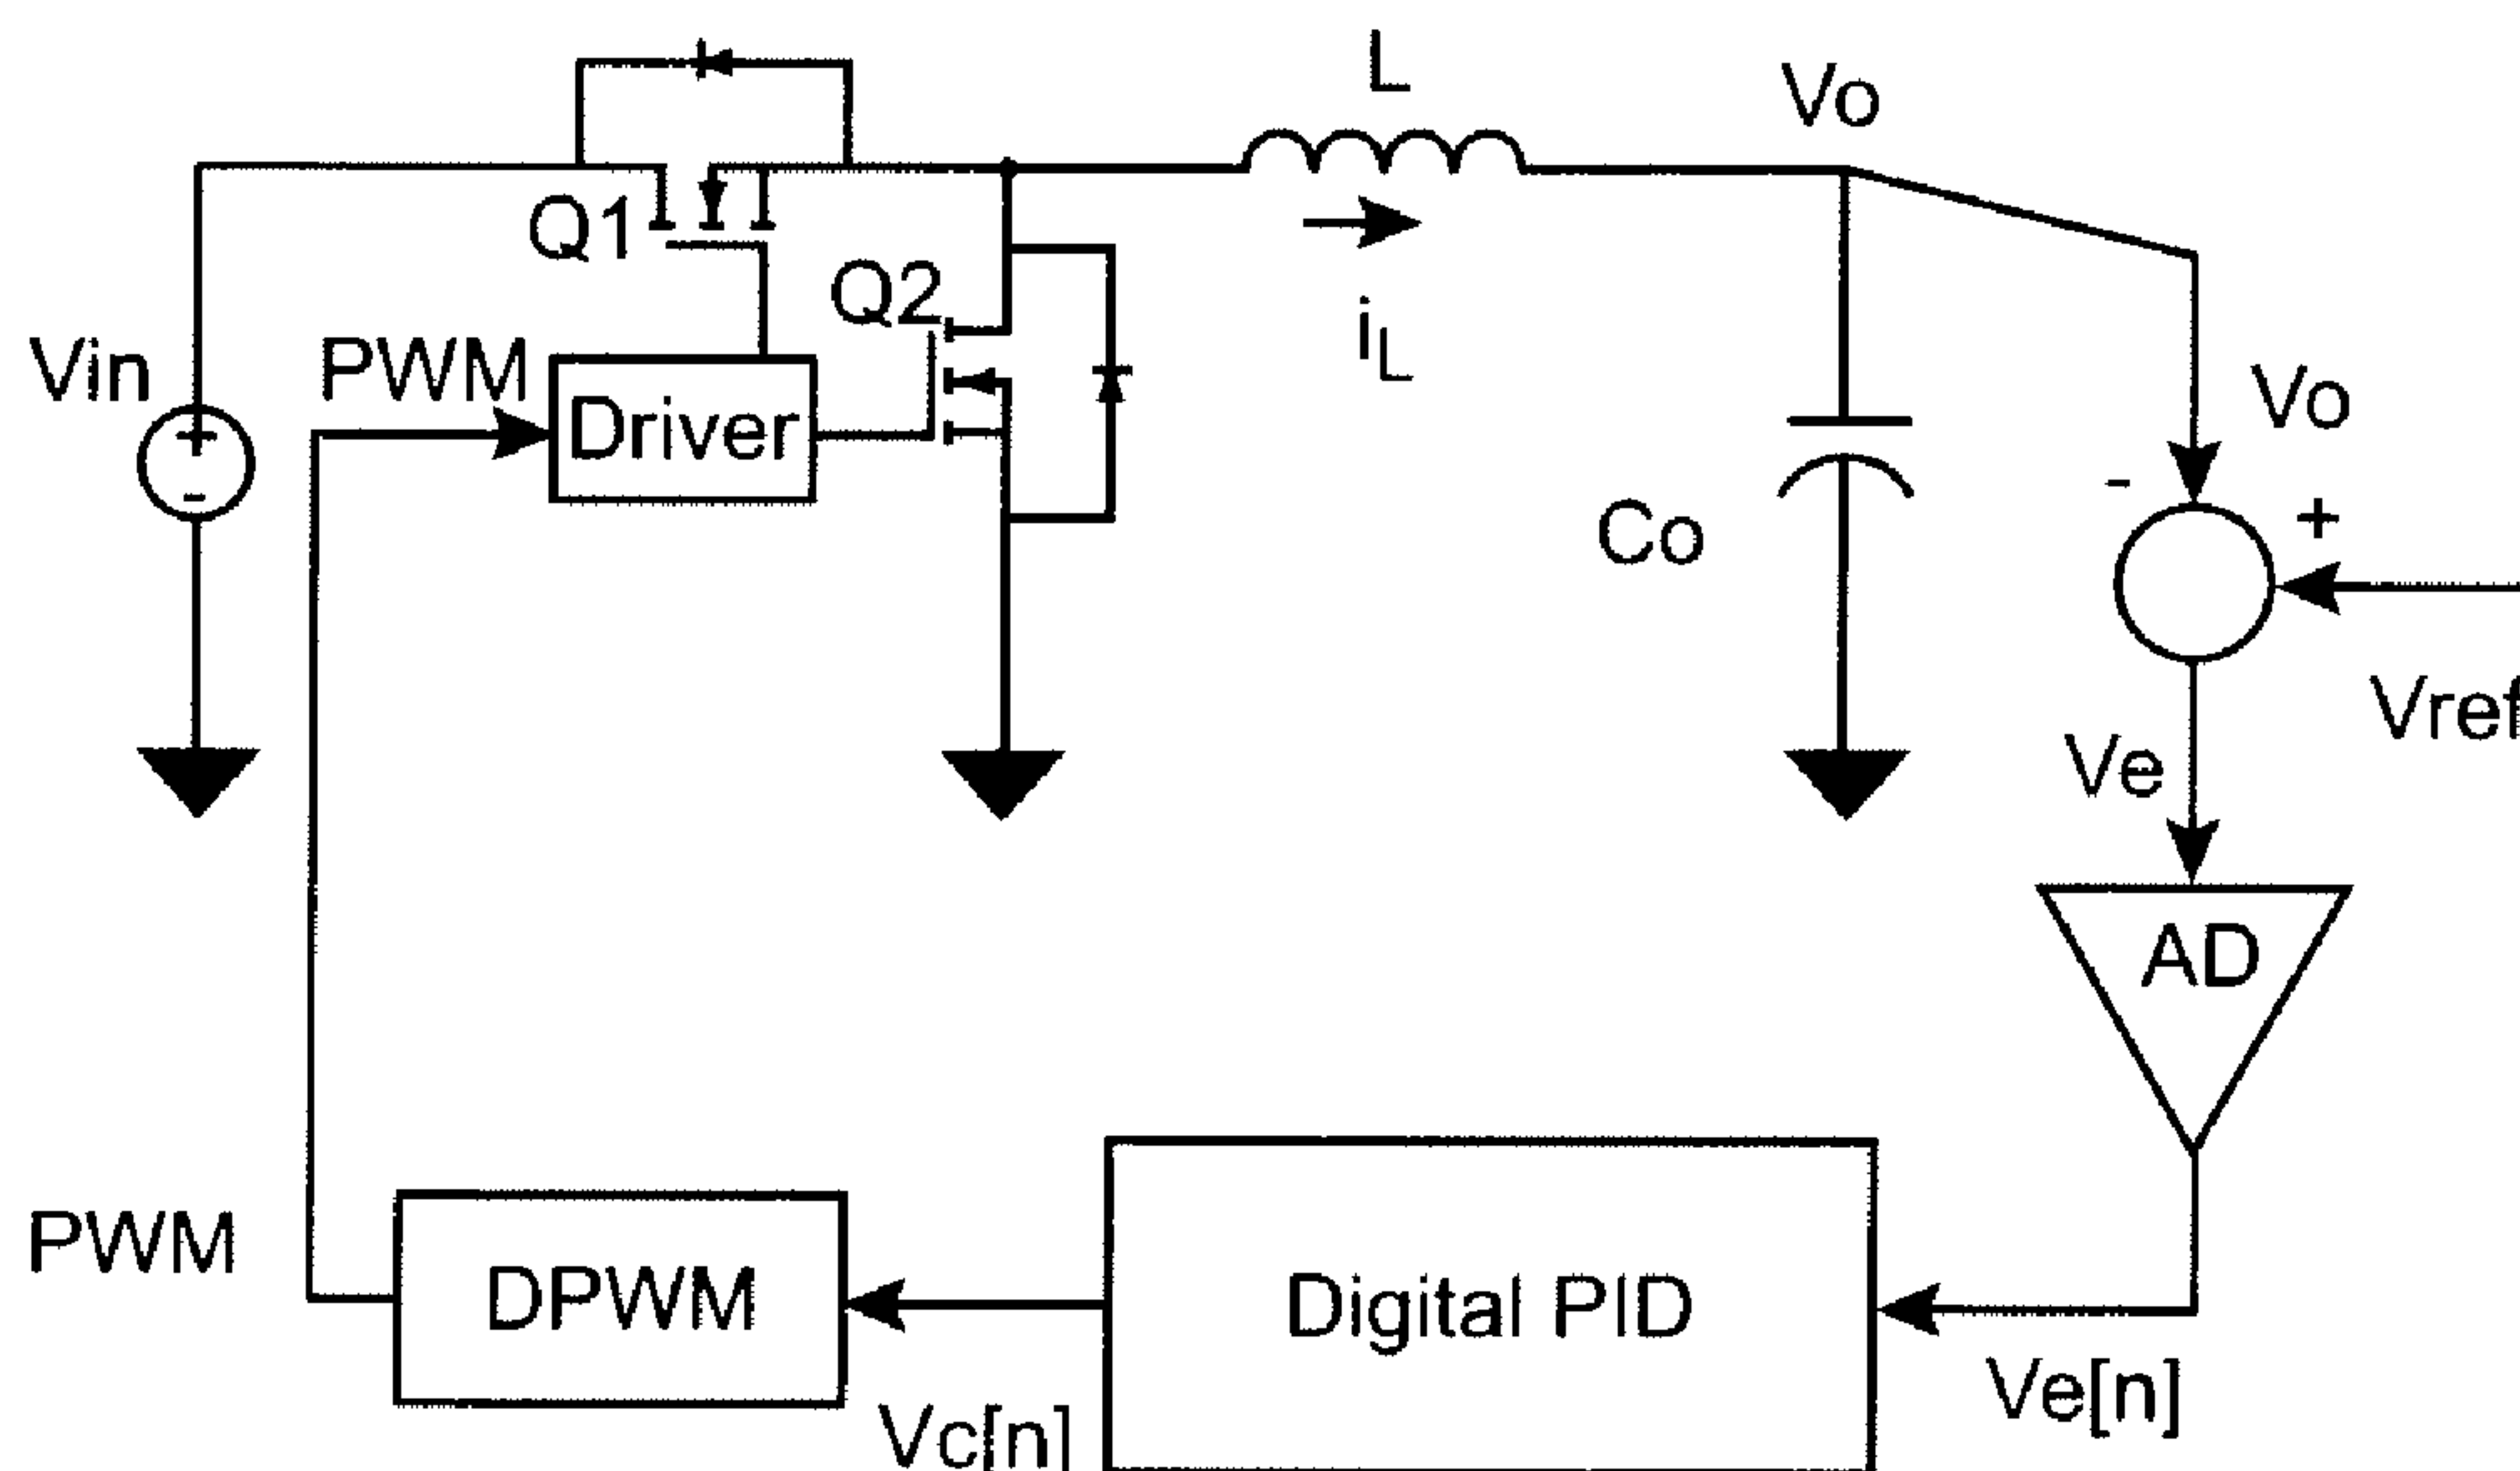 L
Vo
Q1
Q2
Vin
PWM
Driver
iL
Vo
-
+
+
-
Co
Vref
Ve
AD
PWM
DPWM
Digital PID
Vc[n]
Ve[n]